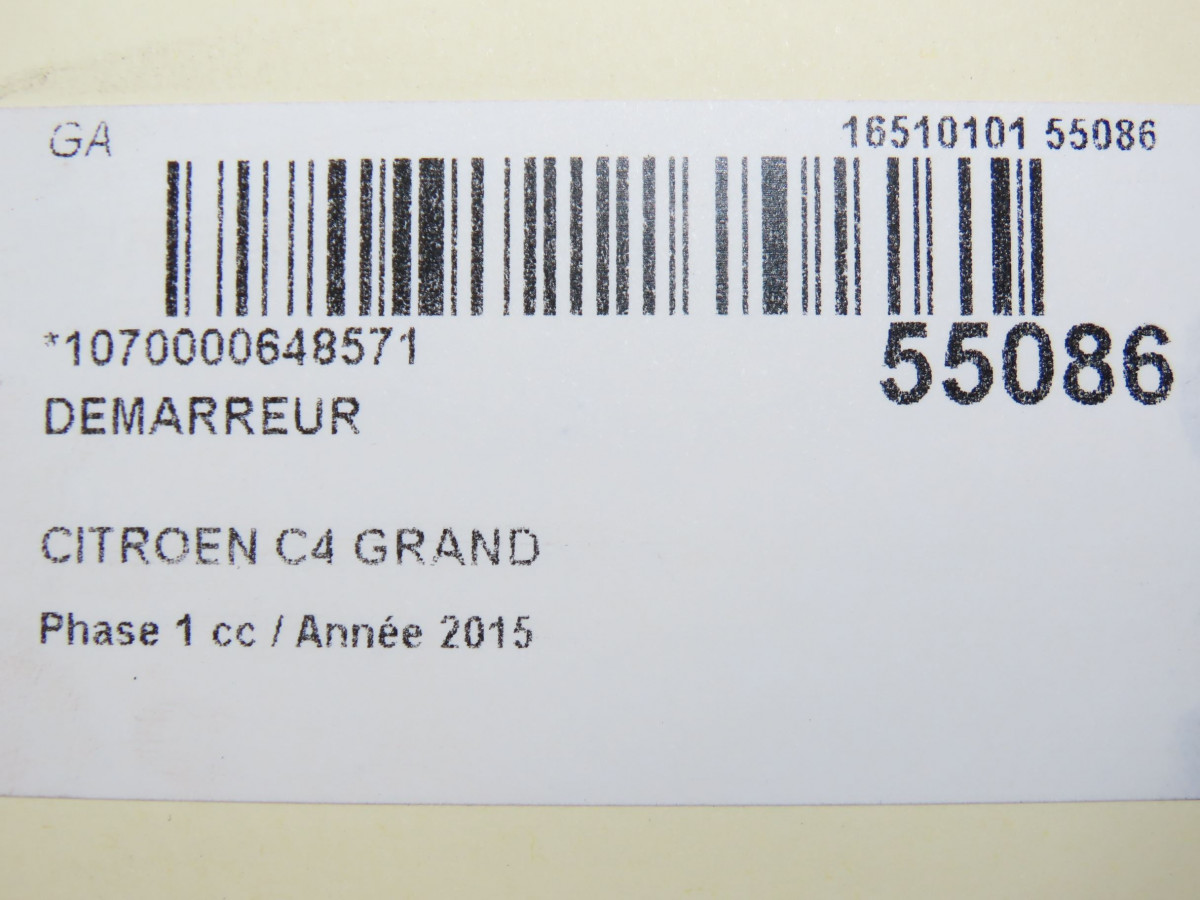 GA
16510101 55086
*1070000648571
55086
DEMARREUR
CITROEN C4 GRAND
Phase 1 cc / Année 2015